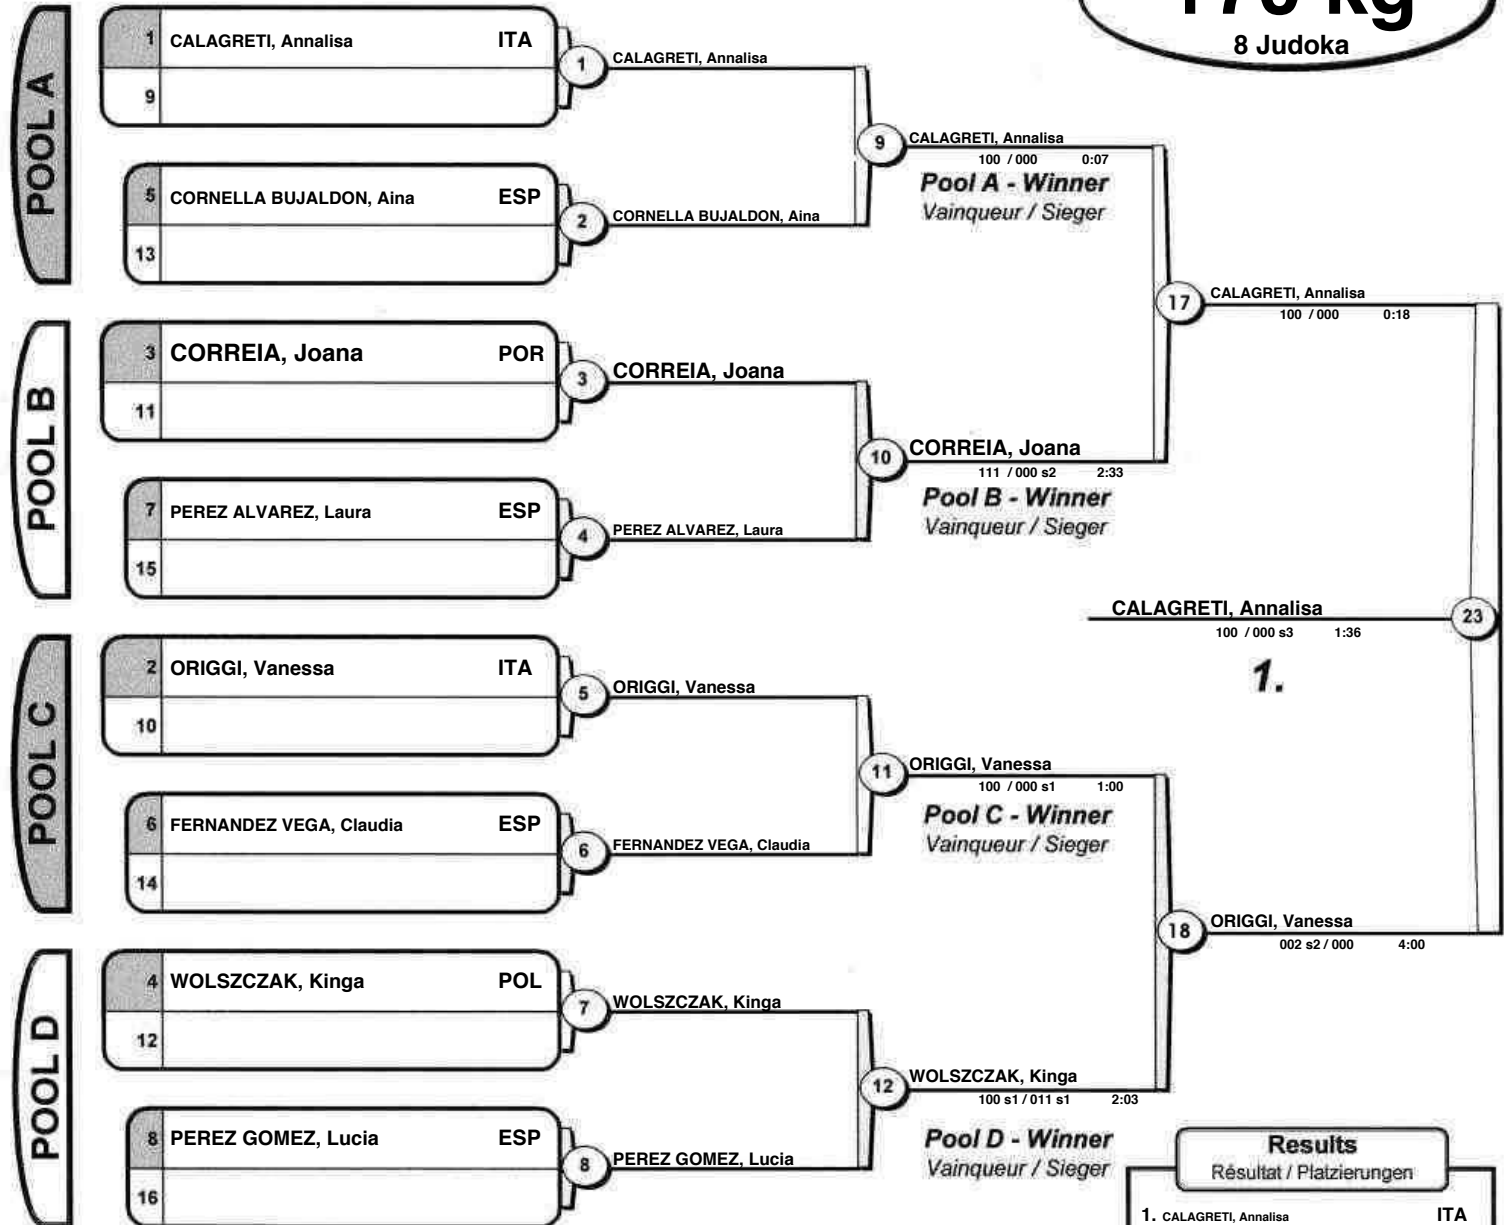 +70 kg
8 Judoka
POOL A
1 CALAGRETI, Annalisa ITA
9
1 CALAGRETI, Annalisa
5 CORNELLA BUJALDON, Aina ESP
13
2 CORNELLA BUJALDON, Aina
9 CALAGRETI, Annalisa
100 / 000 0:07
Pool A - Winner
Vainqueur / Sieger
POOL B
3 CORREIA, Joana POR
11
3 CORREIA, Joana
7 PEREZ ALVAREZ, Laura ESP
15
4 PEREZ ALVAREZ, Laura
10 CORREIA, Joana
111 / 000 s2 2:33
Pool B - Winner
Vainqueur / Sieger
17 CALAGRETI, Annalisa
100 / 000 0:18
POOL C
2 ORIGGI, Vanessa ITA
10
5 ORIGGI, Vanessa
6 FERNANDEZ VEGA, Claudia ESP
14
6 FERNANDEZ VEGA, Claudia
11 ORIGGI, Vanessa
100 / 000 s1 1:00
Pool C - Winner
Vainqueur / Sieger
POOL D
4 WOLSZCZAK, Kinga POL
12
7 WOLSZCZAK, Kinga
8 PEREZ GOMEZ, Lucia ESP
16
8 PEREZ GOMEZ, Lucia
12 WOLSZCZAK, Kinga
100 s1 / 011 s1 2:03
Pool D - Winner
Vainqueur / Sieger
18 ORIGGI, Vanessa
002 s2 / 000 4:00
CALAGRETI, Annalisa 23
100 / 000 s3 1:36
1.
Results
Résultat / Platzierungen
1. CALAGRETI, Annalisa ITA